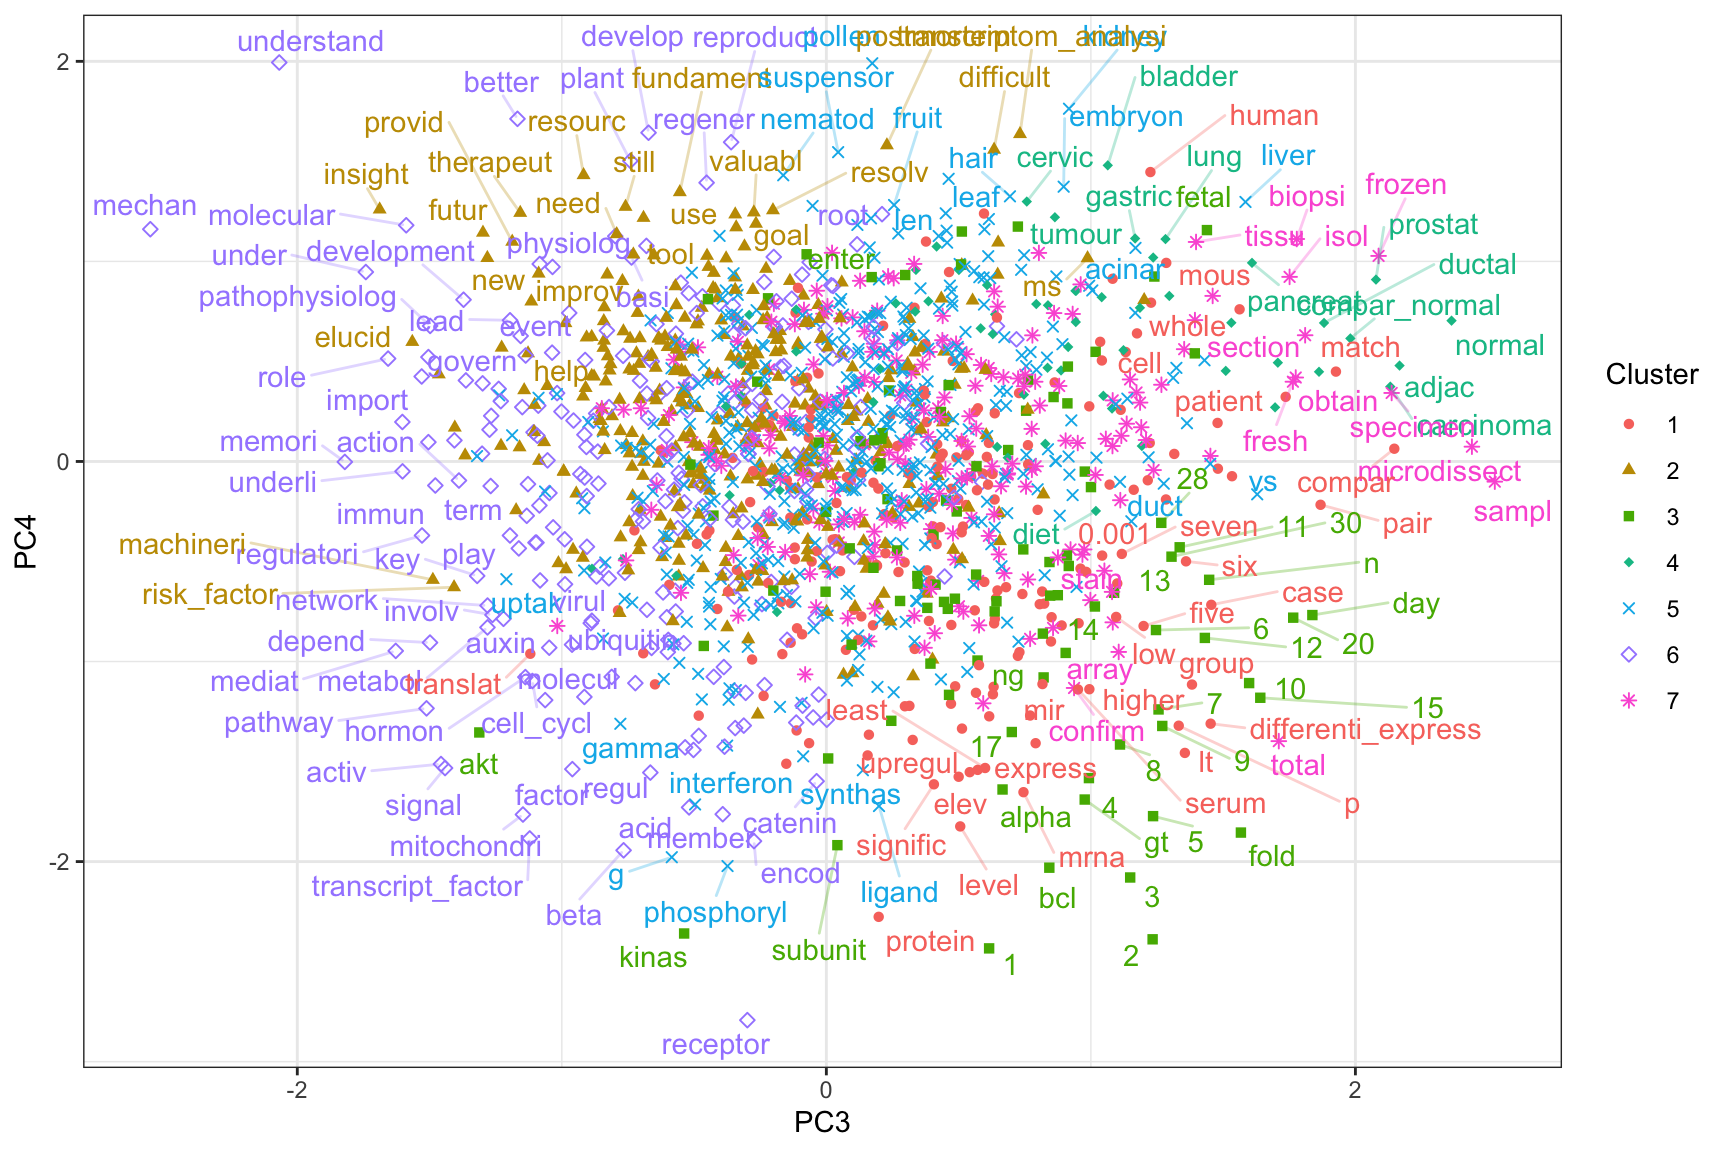 understand
develop
reproduct
pollen
postmortem
transcriptom_analysi
kidney
better
plant
fundament
suspensor
difficult
bladder
provid
resourc
regener
nematod
fruit
embryon
human
insight
therapeut
still
valuabl
resolv
hair
cervic
lung
liver
mechan
molecular
futur
need
use
root
len
leaf
gastric
fetal
biopsi
frozen
under
development
physiolog
tool
goal
enter
tumour
tissu
isol
prostat
pathophysiolog
new
improv
basi
ms
acinar
mous
ductal
elucid
lead
event
pancreat
compar_normal
role
govern
help
whole
section
match
normal
import
cell
patient
obtain
adjac
memori
action
fresh
specimen
carcinoma
underli
term
28
vs
compar
microdissect
immun
duct
pair
sampl
machineri
regulatori
key
play
diet
0.001
seven
11
30
risk_factor
network
involv
uptak
virul
stalp
13
six
n
depend
auxin
ubiquitin
14
five
case
day
mediat
metabol
translat
molecul
array
low
group
6
12
20
pathway
hormon
cell_cycl
least
ng
mir
higher
7
10
15
activ
akt
gamma
17
confirm
differenti_express
signal
factor
regul
interferon
synthas
upregul
express
8
lt
9
total
mitochondri
acid
member
catenin
elev
alpha
4
serum
p
transcript_factor
g
encod
signific
mrna
gt
5
fold
beta
phosphoryl
ligand
level
bcl
3
kinas
subunit
protein
1
2
receptor
2
0
-2
PC4
-2
0
2
PC3
Cluster
1
2
3
4
5
6
7